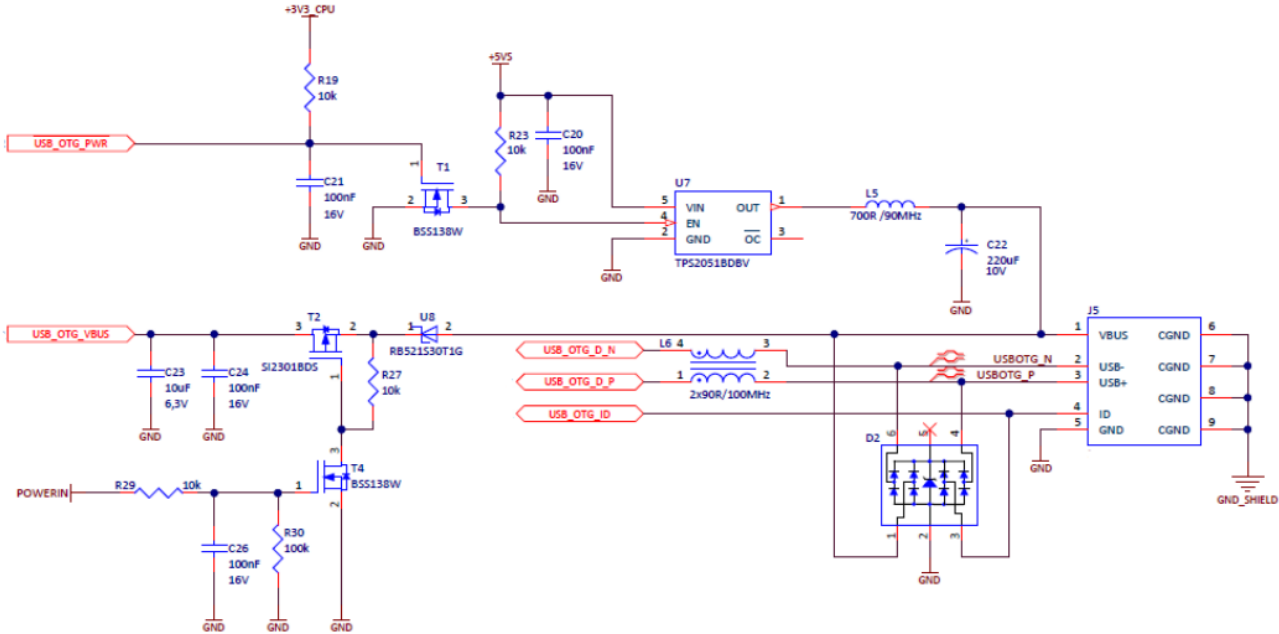 +3V3_CPU
R19
10k
USB_OTG_PWR
C21
100nF
16V
GND
1
T1
2
3
BSS138W
GND
+5VS
R23
10k
C20
100nF
16V
GND
U7
5
VIN
OUT
1
4
EN
2
GND
OC
3
TPS2051BDBV
GND
L5
700R /90MHz
C22
220uF
10V
GND
USB_OTG_VBUS
C23
10uF
6,3V
GND
C24
100nF
16V
GND
T2
3
2
SI2301BDS
1
U8
1
2
RB521S30T1G
R27
10k
3
T4
1
BSS138W
2
GND
POWERIN
R29
10k
C26
100nF
16V
GND
R30
100k
GND
USB_OTG_D_N
L6
4
3
USB_OTG_D_P
1
2
2x90R/100MHz
USB_OTG_ID
USBOTG_N
USBOTG_P
D2
6
5
4
1
2
3
GND
J5
1
VBUS
CGND
6
2
USB-
CGND
7
3
USB+
CGND
8
4
ID
5
GND
CGND
9
GND
GND_SHIELD